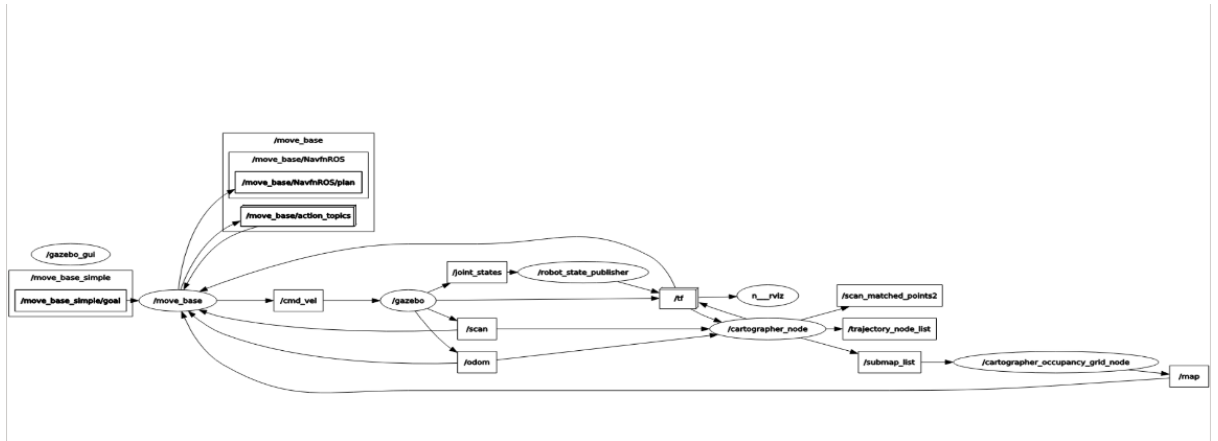 /move_base
/move_base/NavfnROS
/move_base/NavfnROS/plan
/move_base/action_topics
/gazebo_gui
/move_base_simple
/move_base_simple/goal
/move_base
/cmd_vel
/gazebo
/joint_states
/robot_state_publisher
/scan
/odom
/tf
n___rviz
/cartographer_node
/scan_matched_points2
/trajectory_node_list
/submap_list
/cartographer_occupancy_grid_node
/map